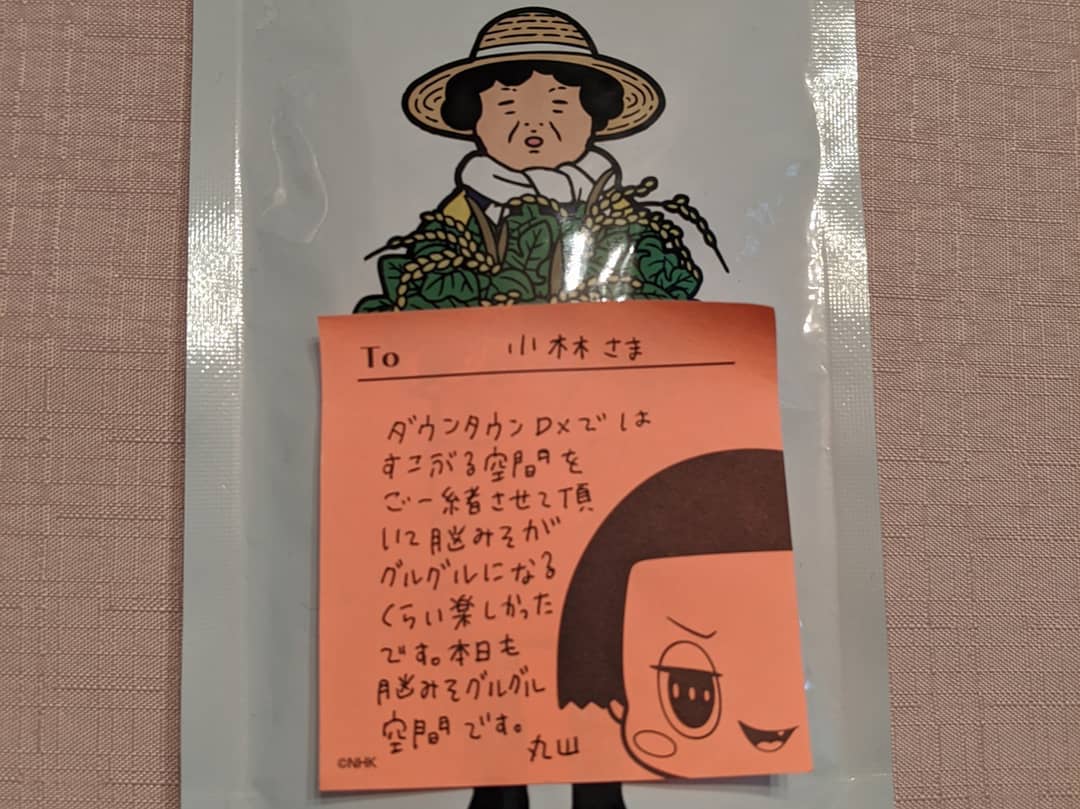 To 小林さま
ダウンタウンDXでは
すこぶる空間を
ご一緒させて頂
いて脳みそが
グルグルになる
くらい楽しかった
です。本日も
脳みそグルグル
空間です。
丸山
©NHK